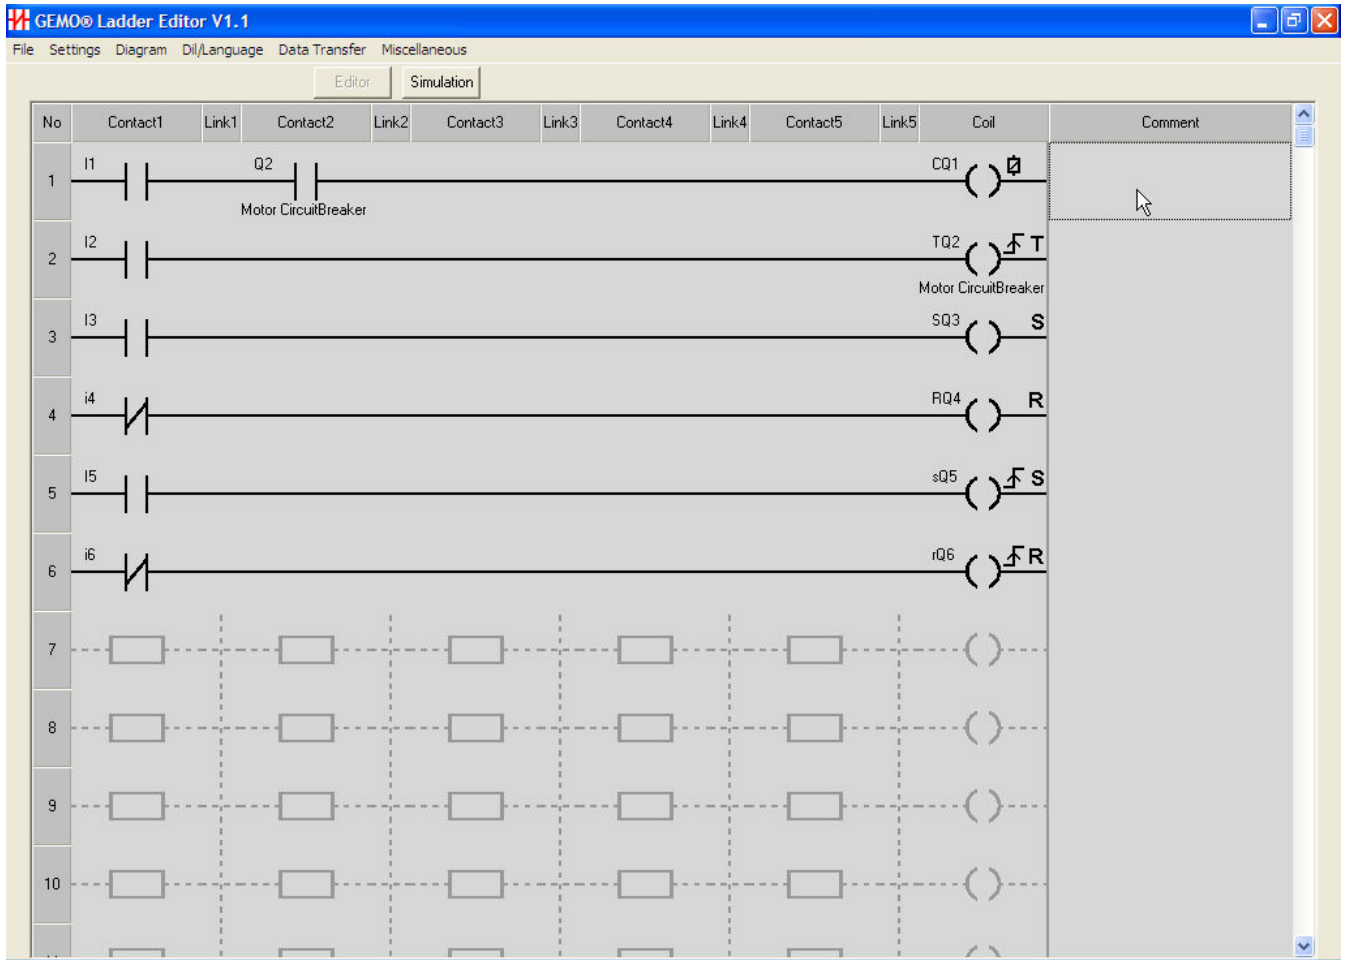 GEMO® Ladder Editor V1.1
File Settings Diagram Dil/Language Data Transfer Miscellaneous
Editor Simulation
No Contact1 Link1 Contact2 Link2 Contact3 Link3 Contact4 Link4 Contact5 Link5 Coil Comment
1 I1 Q2 CQ1
Motor CircuitBreaker
2 I2 TQ2 T
Motor CircuitBreaker
3 I3 SQ3 S
4 i4 RQ4 R
5 I5 sQ5 S
6 i6 rQ6 R
7
8
9
10